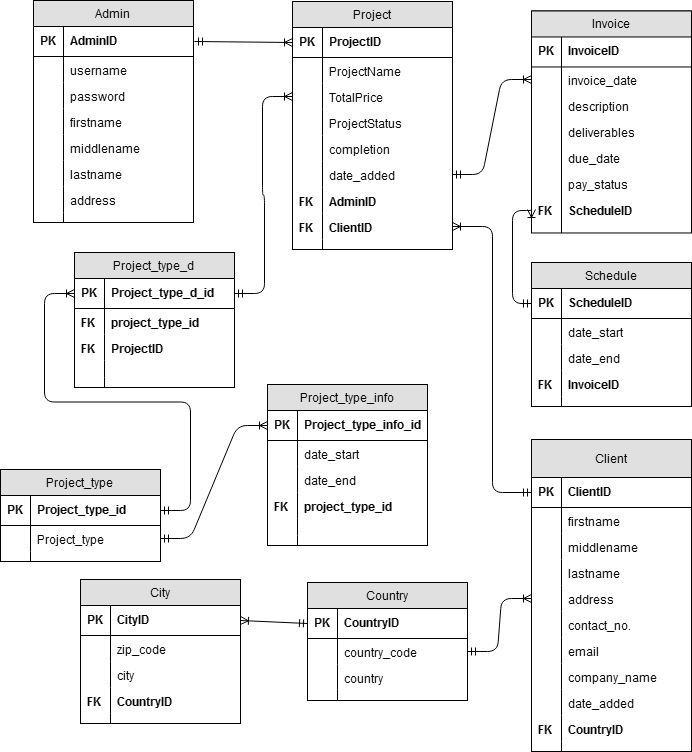 Admin
PK AdminID
username
password
firstname
middlename
lastname
address
Project
PK ProjectID
ProjectName
TotalPrice
ProjectStatus
completion
date_added
FK AdminID
FK ClientID
Invoice
PK InvoiceID
invoice_date
description
deliverables
due_date
pay_status
FK ScheduleID
Project_type_d
PK Project_type_d_id
FK project_type_id
FK ProjectID
Schedule
PK ScheduleID
date_start
date_end
FK InvoiceID
Project_type_info
PK Project_type_info_id
date_start
date_end
FK project_type_id
Project_type
PK Project_type_id
Project_type
Client
PK ClientID
firstname
middlename
lastname
address
contact_no.
email
company_name
date_added
FK CountryID
City
PK CityID
zip_code
city
FK CountryID
Country
PK CountryID
country_code
country